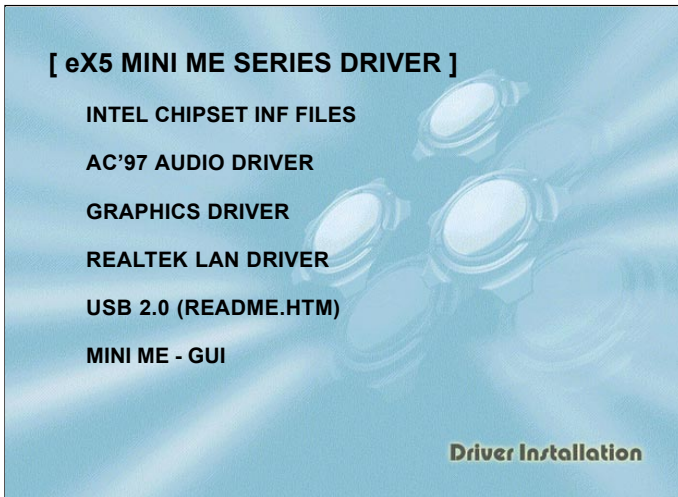 [ eX5 MINI ME SERIES DRIVER ]
INTEL CHIPSET INF FILES
AC’97 AUDIO DRIVER
GRAPHICS DRIVER
REALTEK LAN DRIVER
USB 2.0 (README.HTM)
MINI ME - GUI
Driver Installation